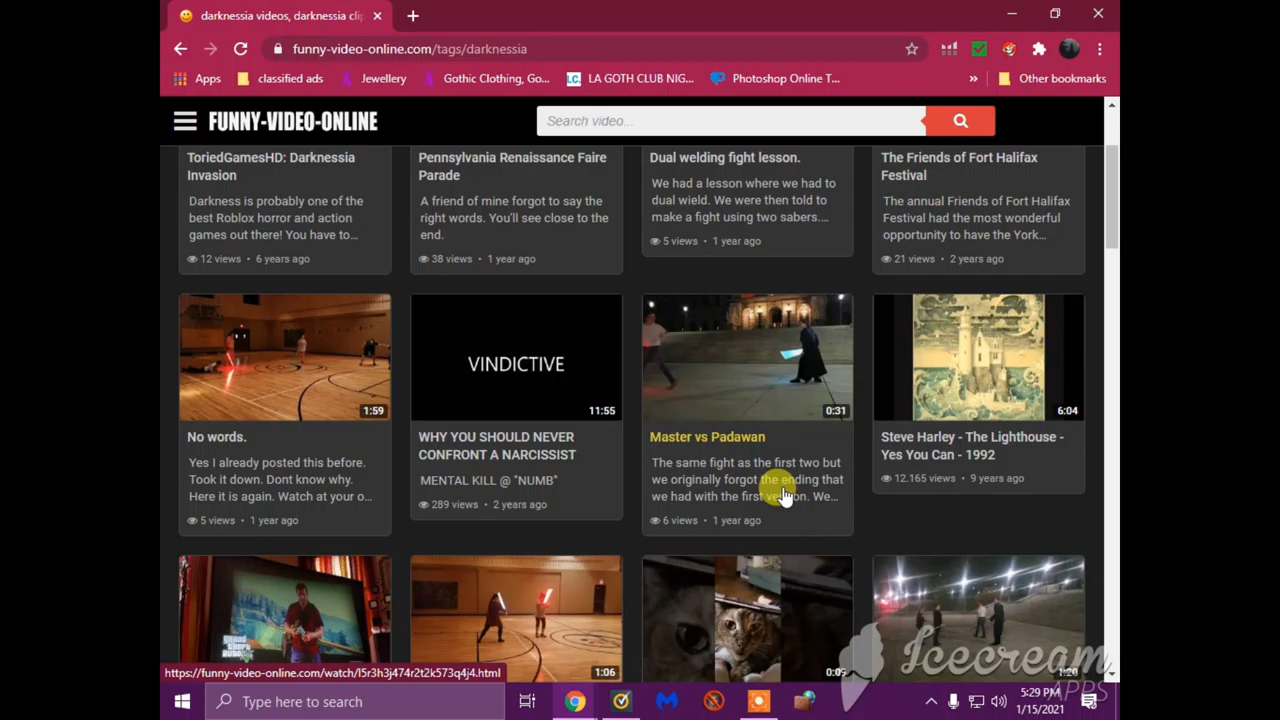 darknessia videos, darknessia cli
funny-video-online.com/tags/darknessia
Apps
classified ads
Jewellery
Gothic Clothing, Go...
LC.
LA GOTH CLUB NIG...
Photoshop Online T...
»
Other bookmarks
FUNNY-VIDEO-ONLINE
Search video...
ToriedGamesHD: Darknessia
Invasion
Darkness is probably one of the
best Roblox horror and action
games out there! You have to...
12 views • 6 years ago
Pennsylvania Renaissance Faire
Parade
A friend of mine forgot to say the
right words. You'll see close to the
end.
38 views • 1 year ago
Dual welding fight lesson.
We had a lesson where we had to
dual wield. We were then told to
make a fight using two sabers....
5 views • 1 year ago
The Friends of Fort Halifax
Festival
The annual Friends of Fort Halifax
Festival had the most wonderful
opportunity to have the York...
21 views • 2 years ago
1:59
No words.
Yes I already posted this before.
Took it down. Dont know why.
Here it is again. Watch at your o...
5 views • 1 year ago
VINDICTIVE
11:55
WHY YOU SHOULD NEVER
CONFRONT A NARCISSIST
MENTAL KILL @ "NUMB"
289 views • 2 years ago
0:31
Master vs Padawan
The same fight as the first two but
we originally forgot the ending that
we had with the first version. We...
6 views • 1 year ago
6:04
Steve Harley - The Lighthouse -
Yes You Can - 1992
12.165 views • 9 years ago
grand
theft
auto
1:06
0:09
1:20
Icecream
APPS
https://funny-video-online.com/watch/l5r3h3j474r2t2k573q4j4.html
Type here to search
5:29 PM
1/15/2021